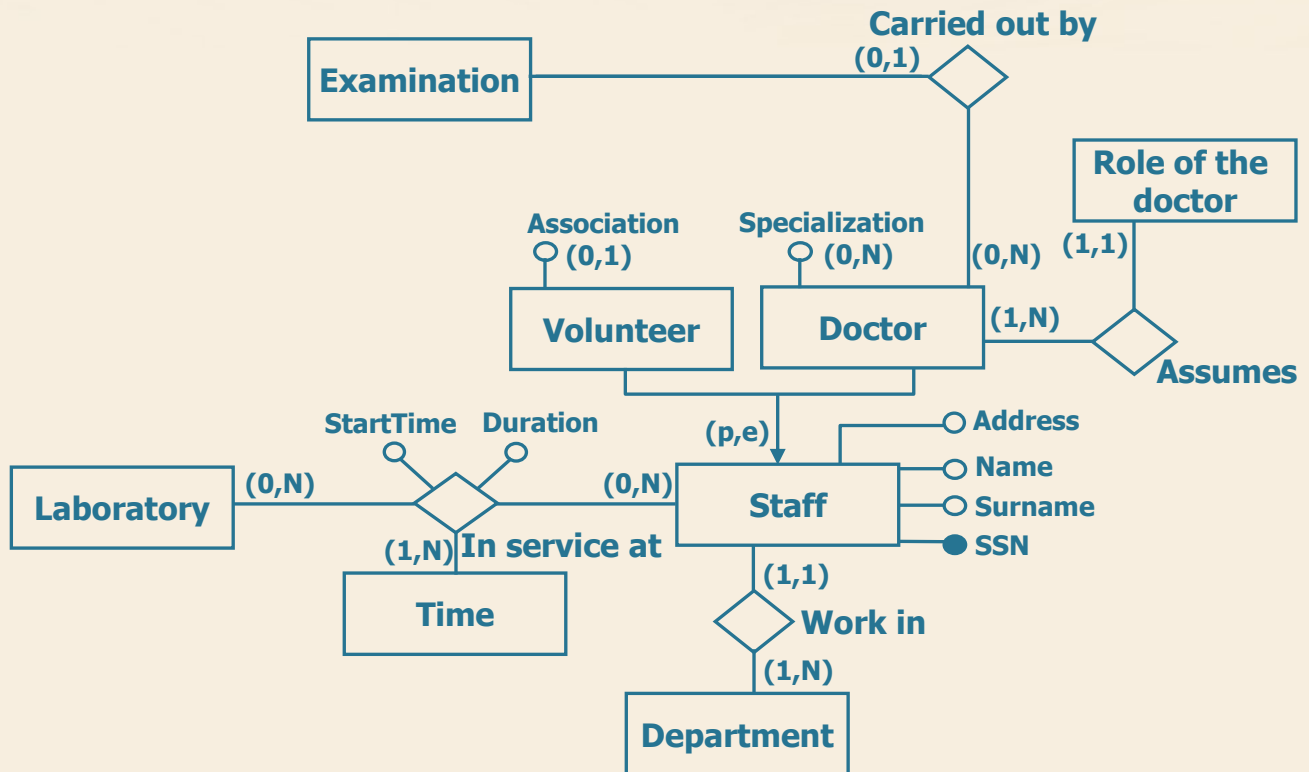 Carried out by
(0,1)
Examination
Role of the
doctor
Association
(0,1)
Specialization
(0,N)
(0,N)
(1,1)
Volunteer
Doctor
(1,N)
Assumes
StartTime
Duration
(p,e)
Address
Name
Surname
SSN
Laboratory
(0,N)
(0,N)
Staff
(1,N)
In service at
Time
(1,1)
Work in
(1,N)
Department